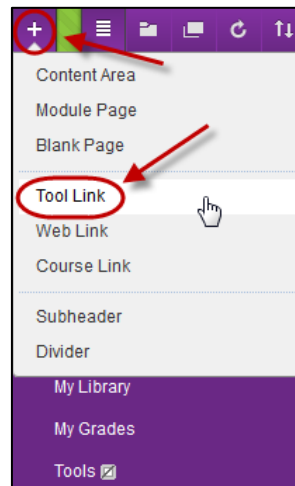 Content Area
Module Page
Blank Page
Tool Link
Web Link
Course Link
Subheader
Divider
My Library
My Grades
Tools